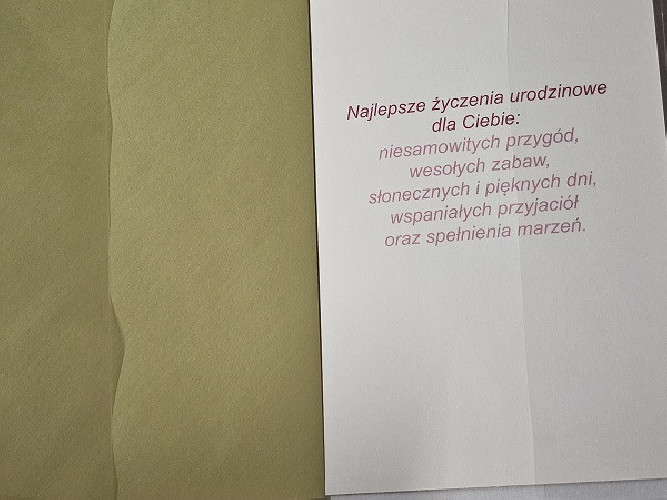 Najlepsze życzenia urodzinowe
dla Ciebie:
niesamowitych przygód,
wesołych zabaw,
słonecznych i pięknych dni,
wspaniałych przyjaciół
oraz spełnienia marzeń.